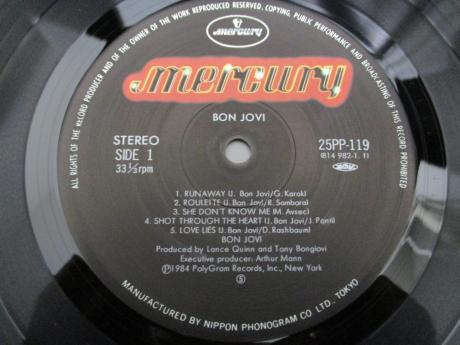 ALL RIGHTS OF THE RECORD PRODUCER AND OF THE OWNER OF THE WORK REPRODUCED RESERVED. COPYING, PUBLIC PERFORMANCE AND BROADCASTING OF THIS RECORD PROHIBITED.
mercury
mercury
BON JOVI
STEREO
SIDE 1
33⅓rpm
25PP-119
(814 982-1. 1)
1. RUNAWAY (J. Bon Jovi/G. Karak)
2. ROULETTE (J. Bon Jovi/R. Sambora)
3. SHE DON'T KNOW ME (M. Avsec)
4. SHOT THROUGH THE HEART (J. Bon Jovi/J. Ponti)
5. LOVE LIES (J. Bon Jovi/D. Rashbaum)
BON JOVI
Produced by Lance Quinn and Tony Bongiovi
Executive Producer: Arthur Mann
Ⓟ1984 PolyGram Records, Inc., New York
Ⓢ
MANUFACTURED BY NIPPON PHONOGRAM CO. LTD., TOKYO